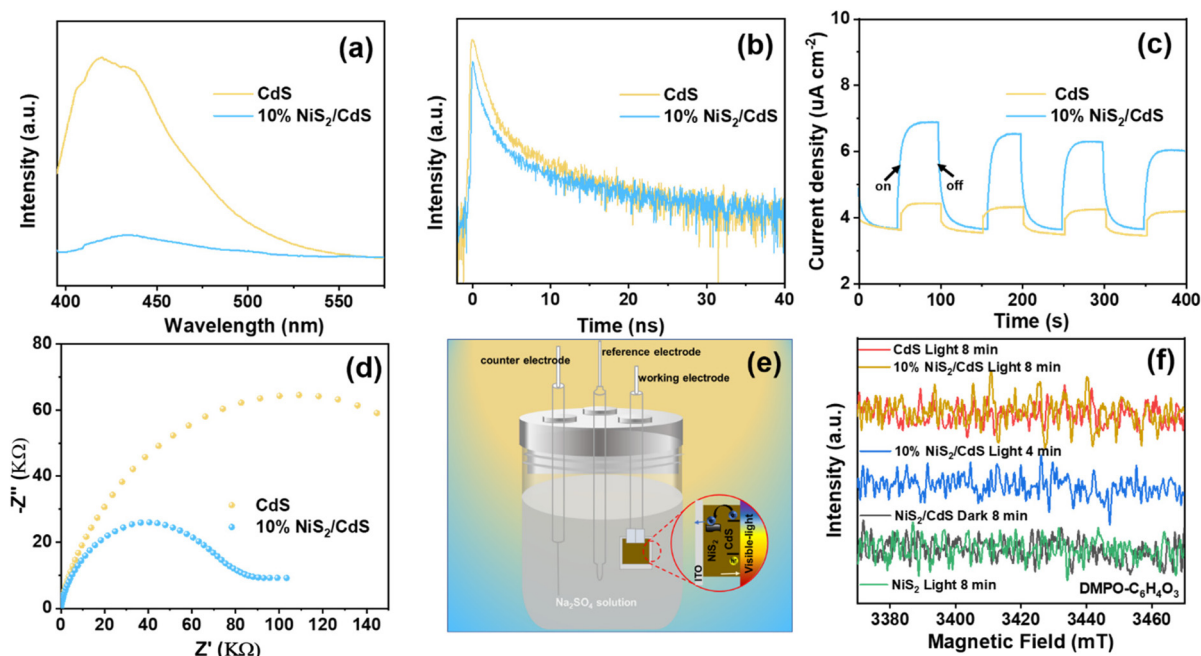 (a)
CdS
10% NiS₂/CdS
Intensity (a.u.)
400 450 500 550
Wavelength (nm)
(b)
CdS
10% NiS₂/CdS
Intensity (a.u.)
0 10 20 30 40
Time (ns)
(c)
CdS
10% NiS₂/CdS
on
off
Current density (uA cm⁻²)
10
8
6
4
2
0 100 200 300 400
Time (s)
(d)
CdS
10% NiS₂/CdS
-Z'' (KΩ)
80
60
40
20
0
0 20 40 60 80 100 120 140
Z' (KΩ)
(e)
counter electrode
reference electrode
working electrode
ITO
NiS₂
CdS
Visible-light
Na₂SO₄ solution
(f)
CdS Light 8 min
10% NiS₂/CdS Light 8 min
10% NiS₂/CdS Light 4 min
NiS₂/CdS Dark 8 min
NiS₂ Light 8 min
DMPO-C₆H₄O₃
Intensity (a.u.)
3380 3400 3420 3440 3460
Magnetic Field (mT)